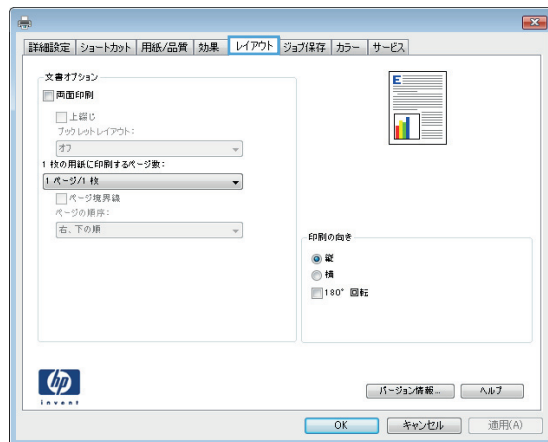 詳細設定 ショートカット 用紙/品質 効果 レイアウト ジョブ保存 カラー サービス
文書オプション
両面印刷
上綴じ
ブックレットレイアウト:
オフ
1 枚の用紙に印刷するページ数:
1 ページ/1 枚
ページ境界線
ページの順序:
右、下の順
E
印刷の向き
縦
横
180° 回転
hp
invent
バージョン情報...
ヘルプ
OK
キャンセル
適用(A)